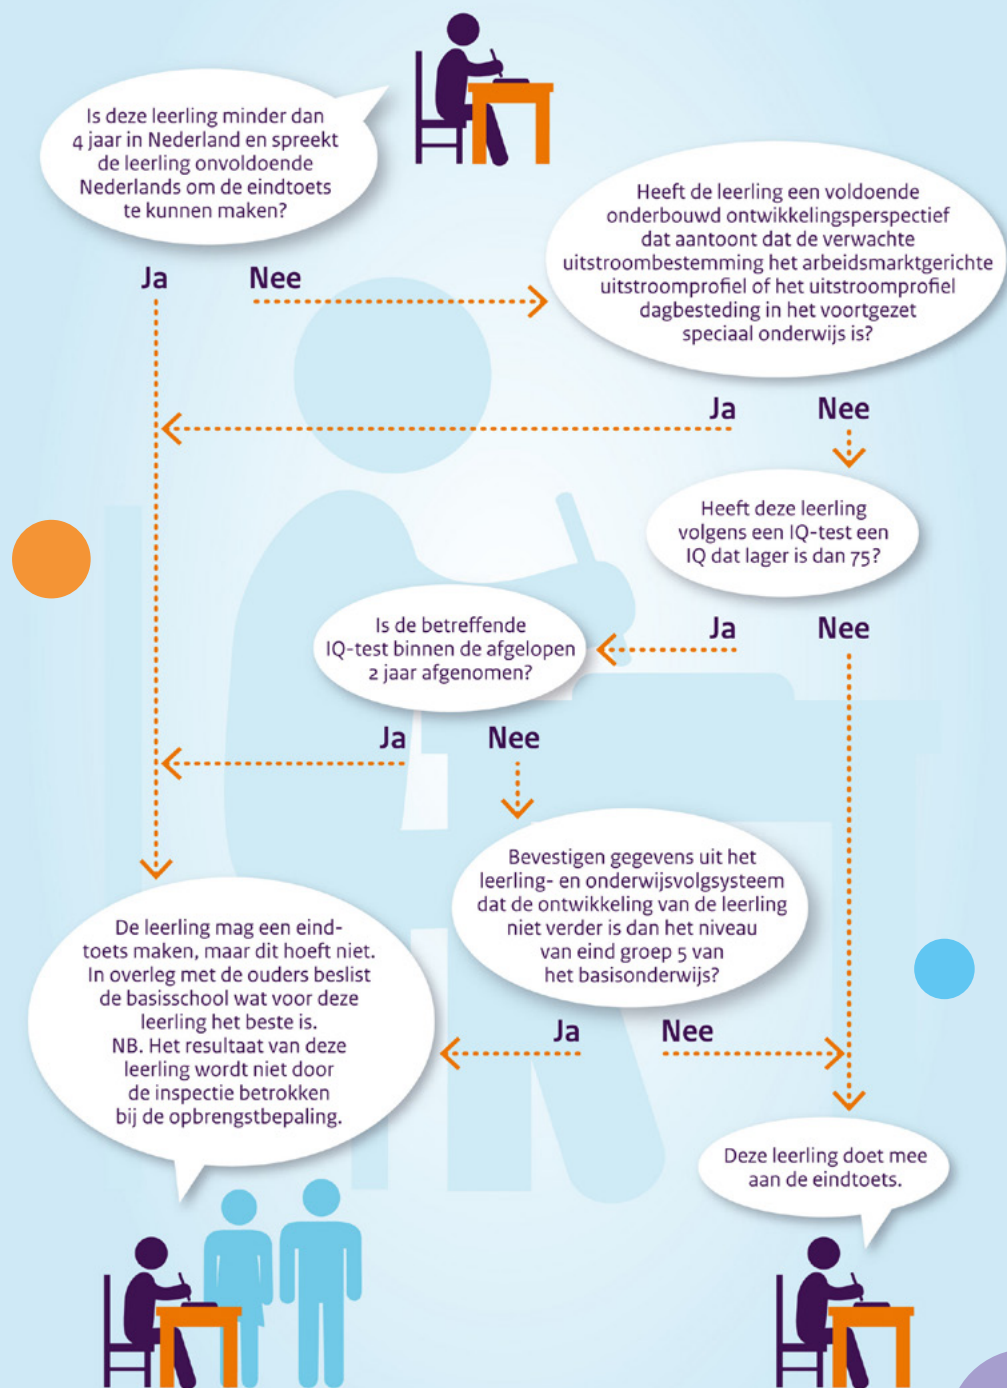 Is deze leerling minder dan
4 jaar in Nederland en spreekt
de leerling onvoldoende
Nederlands om de eindtoets
te kunnen maken?
Ja
Nee
Heeft de leerling een voldoende
onderbouwd ontwikkelingsperspectief
dat aantoont dat de verwachte
uitstroombestemming het arbeidsmarktgerichte
uitstroomprofiel of het uitstroomprofiel
dagbesteding in het voortgezet
speciaal onderwijs is?
Ja
Nee
Heeft deze leerling
volgens een IQ-test een
IQ dat lager is dan 75?
Ja
Nee
Is de betreffende
IQ-test binnen de afgelopen
2 jaar afgenomen?
Ja
Nee
Bevestigen gegevens uit het
leerling- en onderwijsvolgsysteem
dat de ontwikkeling van de leerling
niet verder is dan het niveau
van eind groep 5 van
het basisonderwijs?
Ja
Nee
De leerling mag een eind-
toets maken, maar dit hoeft niet.
In overleg met de ouders beslist
de basisschool wat voor deze
leerling het beste is.
NB. Het resultaat van deze
leerling wordt niet door
de inspectie betrokken
bij de opbrengstbepaling.
Deze leerling doet mee
aan de eindtoets.